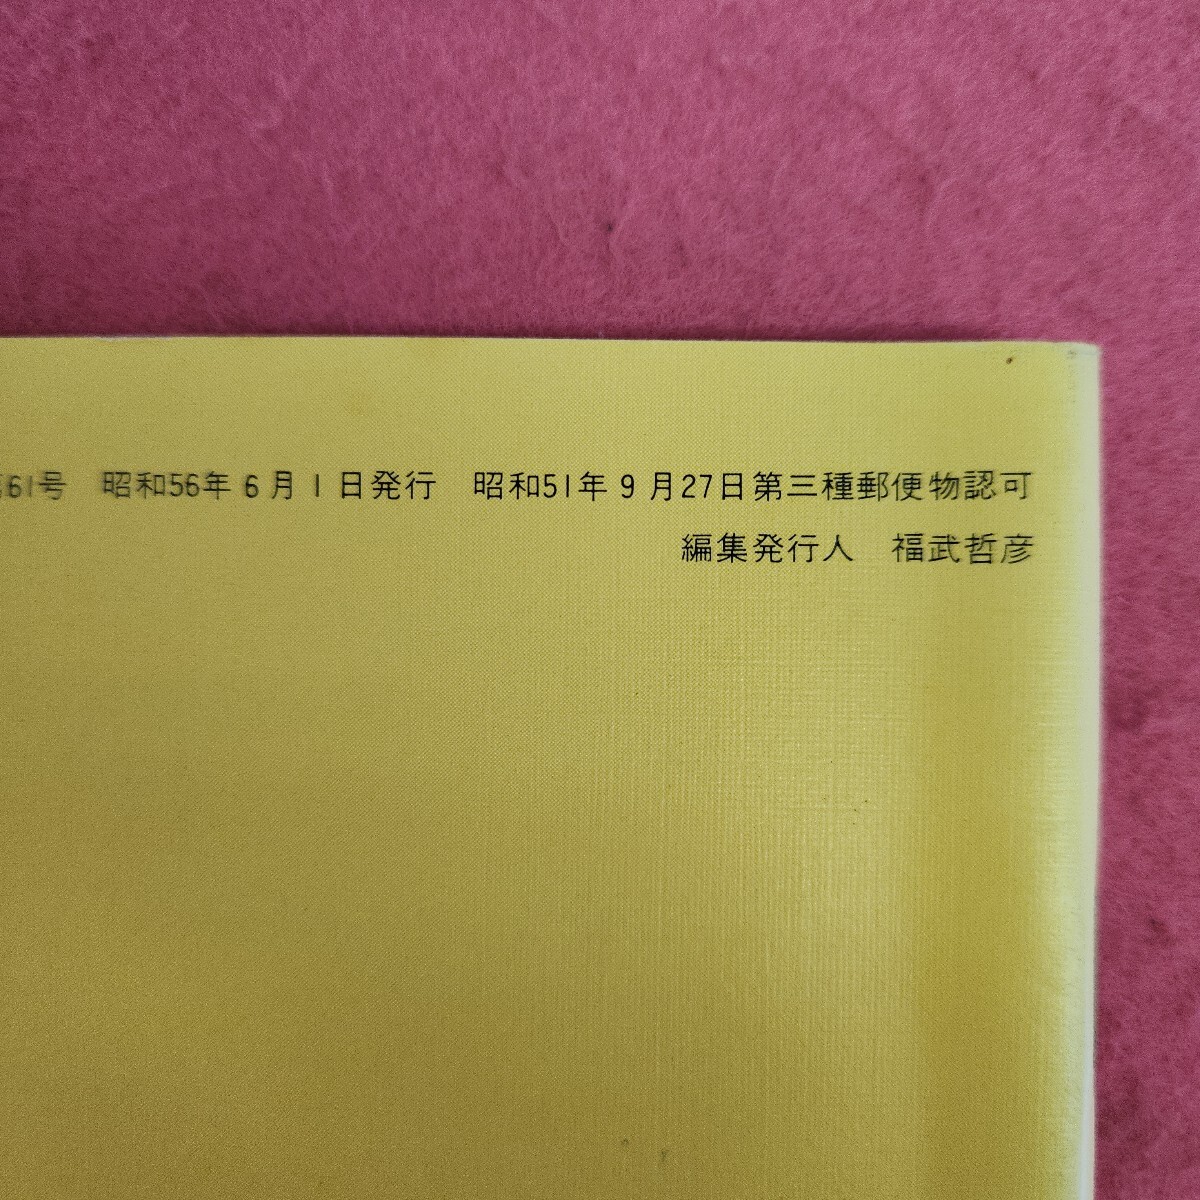 第61号 昭和56年6月1日発行 昭和51年9月27日第三種郵便物認可
編集発行人 福武哲彦